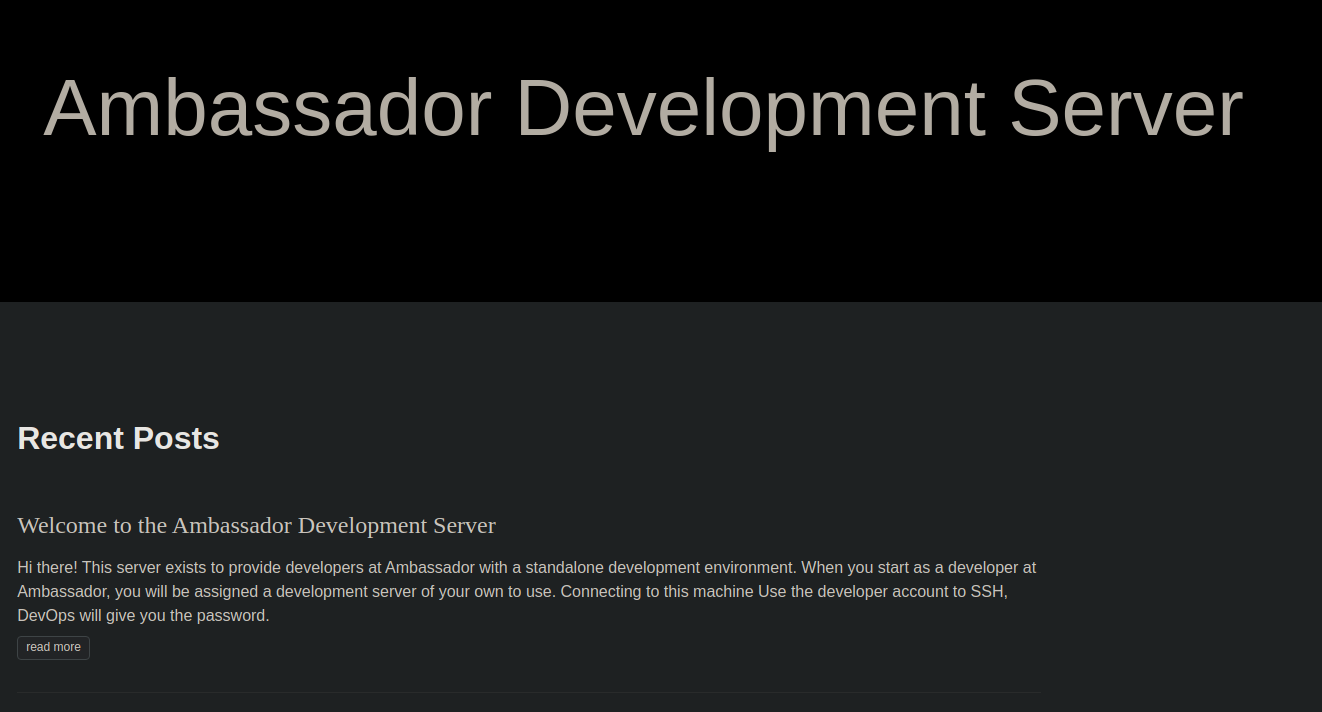 Ambassador Development Server
Recent Posts
Welcome to the Ambassador Development Server
Hi there! This server exists to provide developers at Ambassador with a standalone development environment. When you start as a developer at
Ambassador, you will be assigned a development server of your own to use. Connecting to this machine Use the developer account to SSH,
DevOps will give you the password.
read more